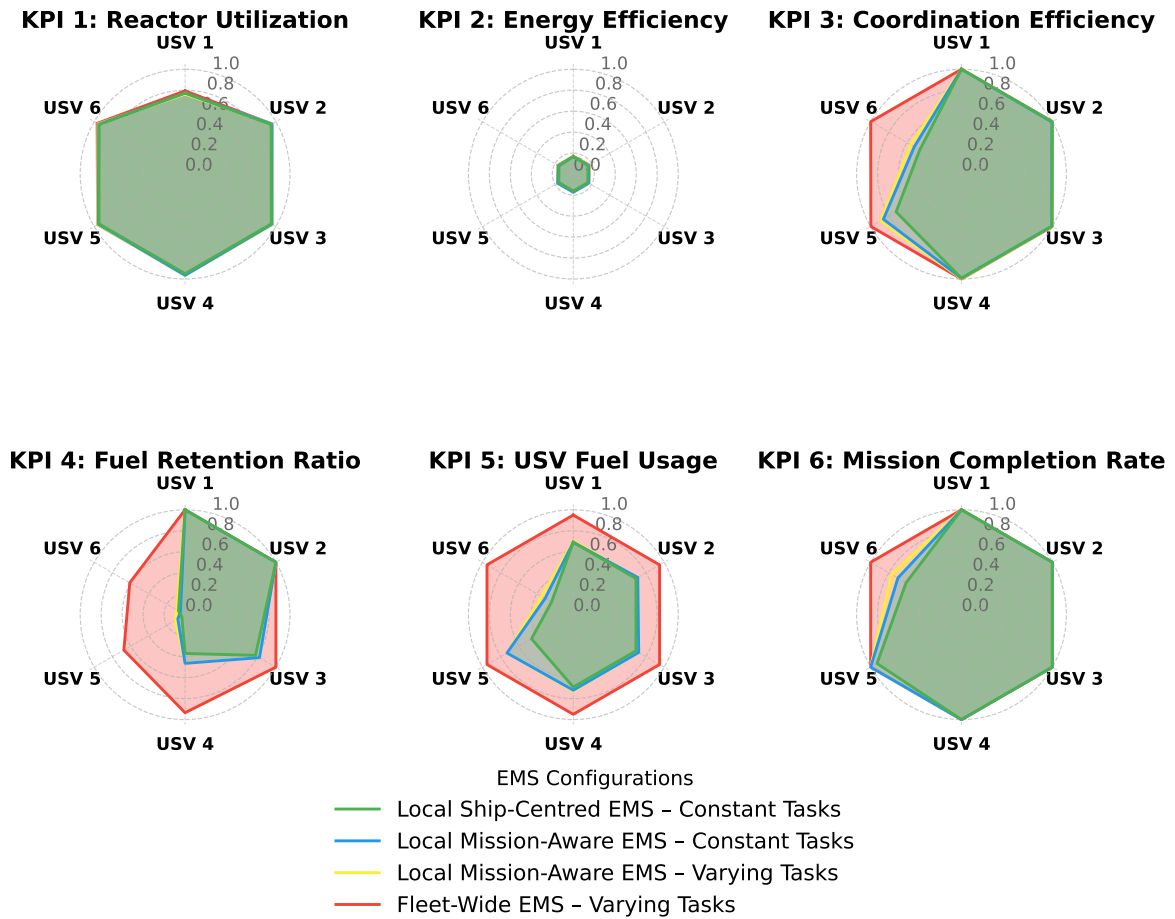 KPI 1: Reactor Utilization
USV 1
1.0
0.8
0.6
0.4
0.2
0.0
USV 2
USV 3
USV 4
USV 5
USV 6
KPI 2: Energy Efficiency
USV 1
1.0
0.8
0.6
0.4
0.2
0.0
USV 2
USV 3
USV 4
USV 5
USV 6
KPI 3: Coordination Efficiency
USV 1
1.0
0.8
0.6
0.4
0.2
0.0
USV 2
USV 3
USV 4
USV 5
USV 6
KPI 4: Fuel Retention Ratio
USV 1
1.0
0.8
0.6
0.4
0.2
0.0
USV 2
USV 3
USV 4
USV 5
USV 6
KPI 5: USV Fuel Usage
USV 1
1.0
0.8
0.6
0.4
0.2
0.0
USV 2
USV 3
USV 4
USV 5
USV 6
KPI 6: Mission Completion Rate
USV 1
1.0
0.8
0.6
0.4
0.2
0.0
USV 2
USV 3
USV 4
USV 5
USV 6
EMS Configurations
Local Ship-Centred EMS – Constant Tasks
Local Mission-Aware EMS – Constant Tasks
Local Mission-Aware EMS – Varying Tasks
Fleet-Wide EMS – Varying Tasks